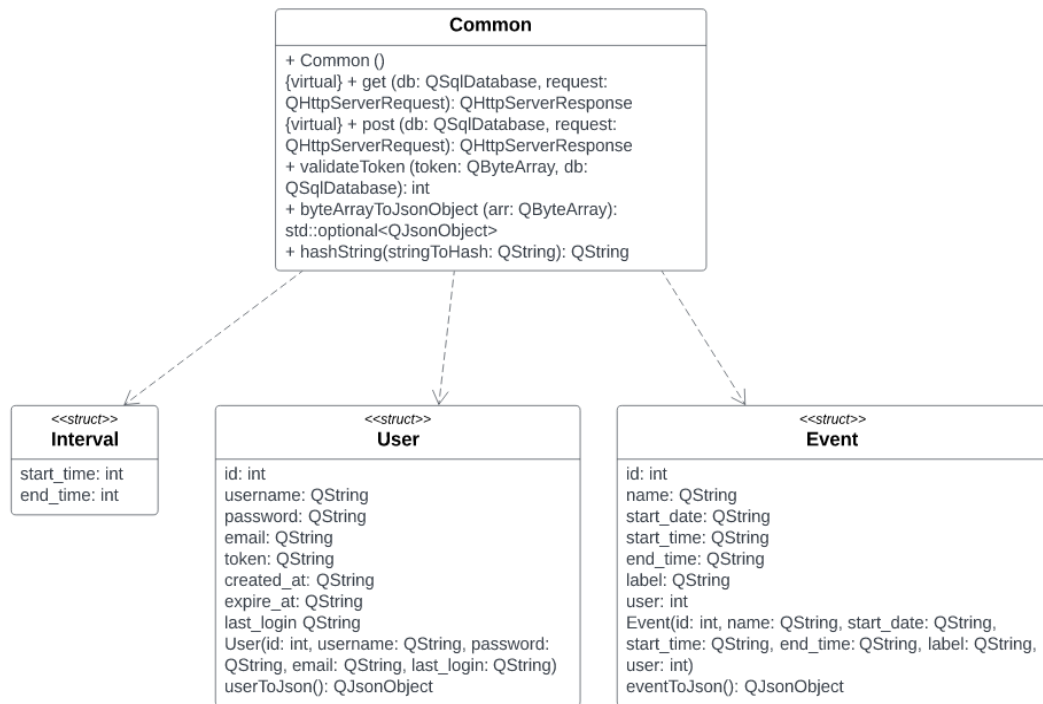 Common
+ Common ()
{virtual} + get (db: QSqlDatabase, request:
QHttpServerRequest): QHttpServerResponse
{virtual} + post (db: QSqlDatabase, request:
QHttpServerRequest): QHttpServerResponse
+ validateToken (token: QByteArray, db:
QSqlDatabase): int
+ byteArrayToJsonObject (arr: QByteArray):
std::optional<QJsonObject>
+ hashString(stringToHash: QString): QString
<<struct>>
Interval
start_time: int
end_time: int
<<struct>>
User
id: int
username: QString
password: QString
email: QString
token: QString
created_at: QString
expire_at: QString
last_login QString
User(id: int, username: QString, password:
QString, email: QString, last_login: QString)
userToJson(): QJsonObject
<<struct>>
Event
id: int
name: QString
start_date: QString
start_time: QString
end_time: QString
label: QString
user: int
Event(id: int, name: QString, start_date: QString,
start_time: QString, end_time: QString, label: QString,
user: int)
eventToJson(): QJsonObject